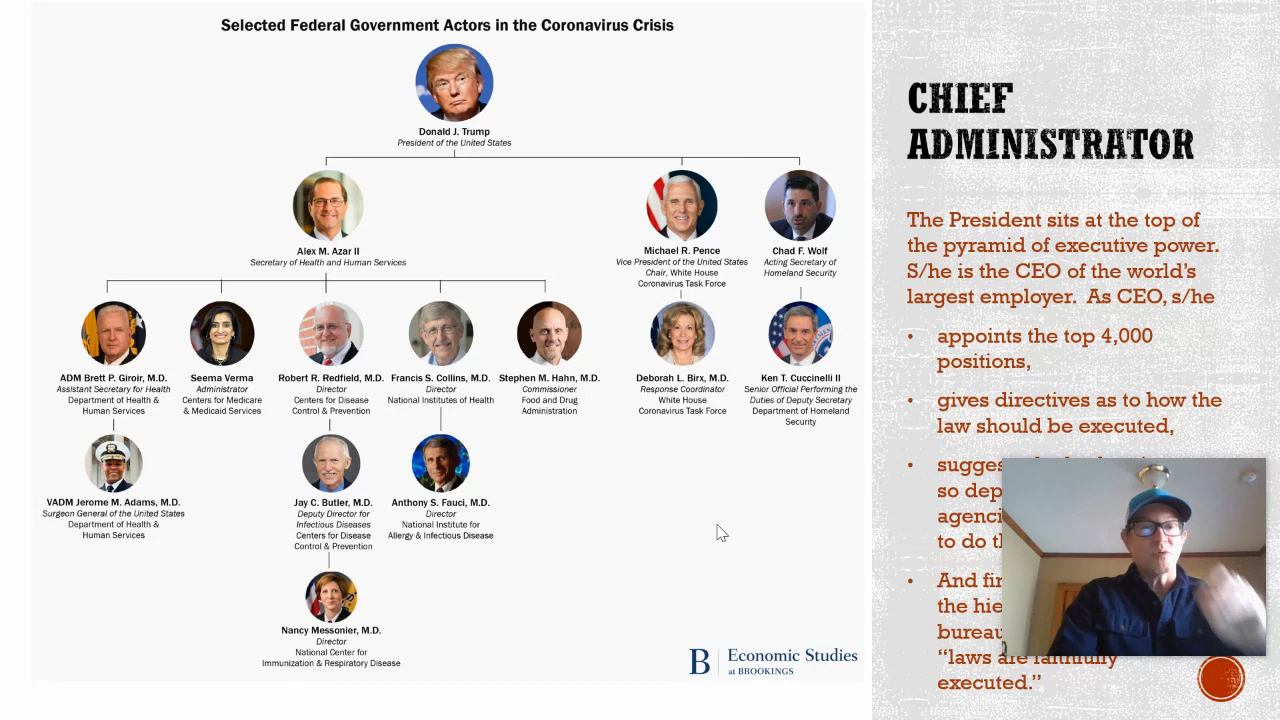 Selected Federal Government Actors in the Coronavirus Crisis
Donald J. Trump
President of the United States
Alex M. Azar II
Secretary of Health and Human Services
Michael R. Pence
Vice President of the United States
Chair, White House
Coronavirus Task Force
Chad F. Wolf
Acting Secretary of
Homeland Security
ADM Brett P. Giroir, M.D.
Assistant Secretary for Health
Department of Health &
Human Services
Seema Verma
Administrator
Centers for Medicare
& Medicaid Services
Robert R. Redfield, M.D.
Director
Centers for Disease
Control & Prevention
Francis S. Collins, M.D.
Director
National Institutes of Health
Stephen M. Hahn, M.D.
Commissioner
Food and Drug
Administration
Deborah L. Birx, M.D.
Response Coordinator
White House
Coronavirus Task Force
Ken T. Cuccinelli II
Senior Official Performing the
Duties of Deputy Secretary
Department of Homeland
Security
VADM Jerome M. Adams, M.D.
Surgeon General of the United States
Department of Health &
Human Services
Jay C. Butler, M.D.
Deputy Director for
Infectious Diseases
Centers for Disease
Control & Prevention
Anthony S. Fauci, M.D.
Director
National Institute for
Allergy & Infectious Disease
Nancy Messonier, M.D.
Director
National Center for
Immunization & Respiratory Disease
B Economic Studies
at BROOKINGS
CHIEF
ADMINISTRATOR
The President sits at the top of
the pyramid of executive power.
S/he is the CEO of the world's
largest employer. As CEO, s/he
• appoints the top 4,000
positions,
• gives directives as to how the
law should be executed,
•
so
to do
• And
the
"laws are faithfully
executed."